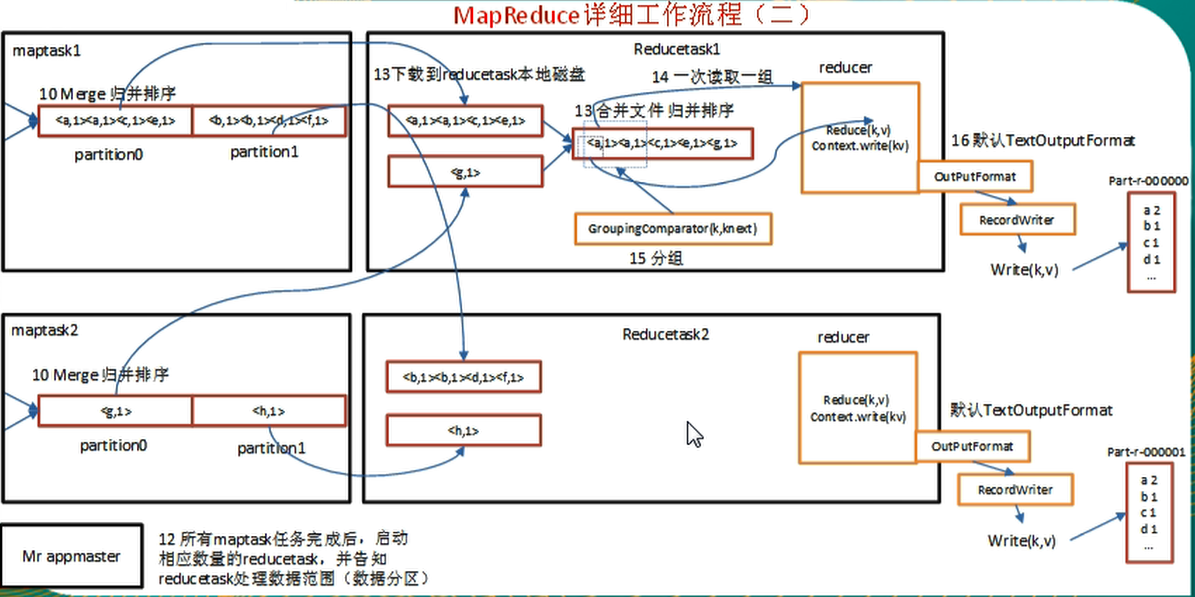 MapReduce详细工作流程（二）
maptask1
10 Merge 归并排序
<a,1><a,1><c,1><e,1>
<b,1><b,1><d,1><f,1>
partition0
partition1
Reducetask1
13下载到reducetask本地磁盘
<a,1><a,1><c,1><e,1>
<g,1>
13合并文件 归并排序
<a,1><a,1><c,1><e,1><g,1>
14 一次读取一组
GroupingComparator(k,knext)
15 分组
reducer
Reduce(k,v)
Context.write(kv)
16 默认TextOutputFormat
OutPutFormat
RecordWriter
Write(k,v)
Part-r-000000
a 2
b 1
c 1
d 1
...
maptask2
10 Merge 归并排序
<g,1>
<h,1>
partition0
partition1
Reducetask2
<b,1><b,1><d,1><f,1>
<h,1>
reducer
Reduce(k,v)
Context.write(kv)
默认TextOutputFormat
OutPutFormat
RecordWriter
Write(k,v)
Part-r-000001
a 2
b 1
c 1
d 1
...
Mr appmaster
12 所有maptask任务完成后，启动
相应数量的reducetask，并告知
reducetask处理数据范围（数据分区）